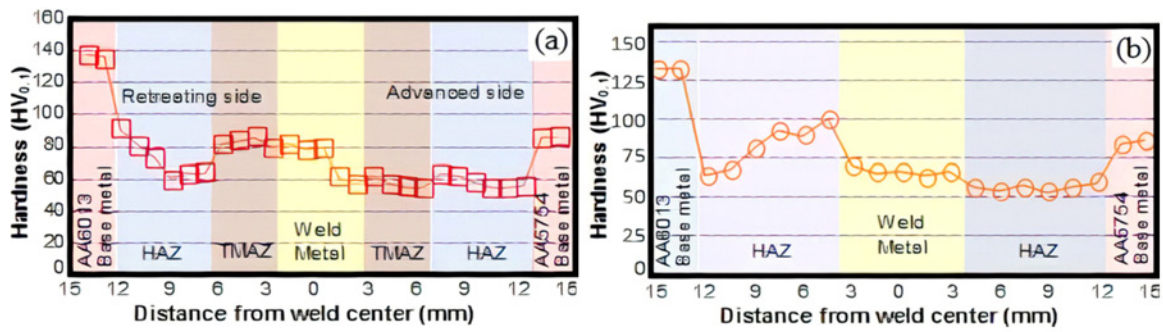 160
140
120
100
80
60
40
20
0
Hardness (HV0.1)
(a)
Retreating side
Advanced side
AA6013
Base metal
HAZ
TMAZ
Weld
Metal
TMAZ
HAZ
AA5754
Base metal
15 12 9 6 3 0 3 6 9 12 15
Distance from weld center (mm)
150
125
100
75
50
25
0
Hardness (HV0.1)
(b)
AA6013
Base metal
HAZ
Weld
Metal
HAZ
AA5754
Base metal
15 12 9 6 3 0 3 6 9 12 15
Distance from weld center (mm)